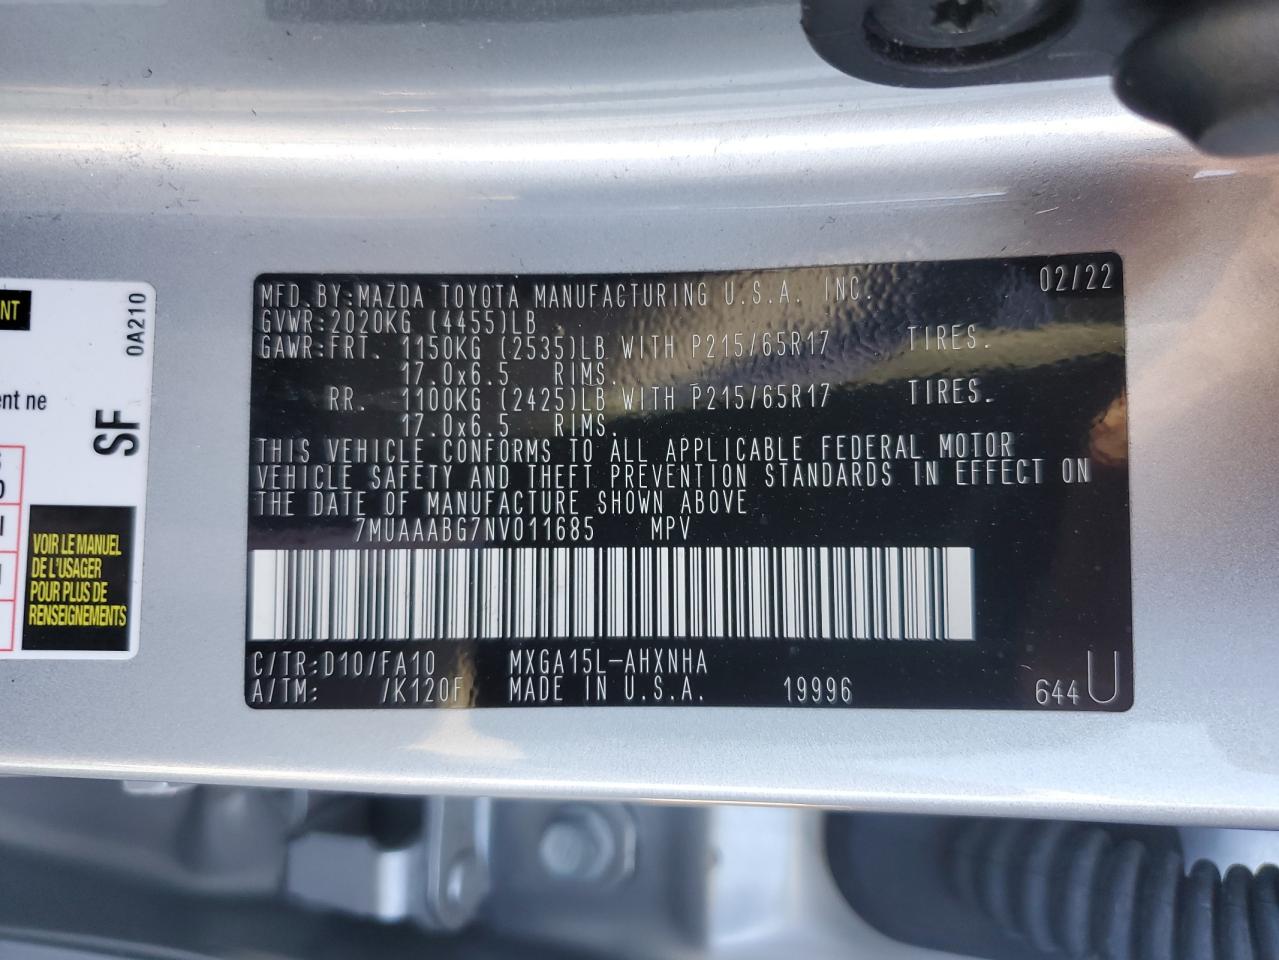 NT
0A210
ent ne
SF
VOIR LE MANUEL
DE L'USAGER
POUR PLUS DE
RENSEIGNEMENTS
MFD.BY:MAZDA TOYOTA MANUFACTURING U.S.A. INC. 02/22
GVWR:2020KG (4455)LB
GAWR:FRT. 1150KG (2535)LB WITH P215/65R17 TIRES.
17.0x6.5 RIMS.
RR. 1100KG (2425)LB WITH P215/65R17 TIRES.
17.0x6.5 RIMS.
THIS VEHICLE CONFORMS TO ALL APPLICABLE FEDERAL MOTOR
VEHICLE SAFETY AND THEFT PREVENTION STANDARDS IN EFFECT ON
THE DATE OF MANUFACTURE SHOWN ABOVE
7MUAAABG7NV011685 MPV
C/TR:D10/FA10 MXGA15L-AHXNHA
A/TM: /K120F MADE IN U.S.A. 19996 644 U